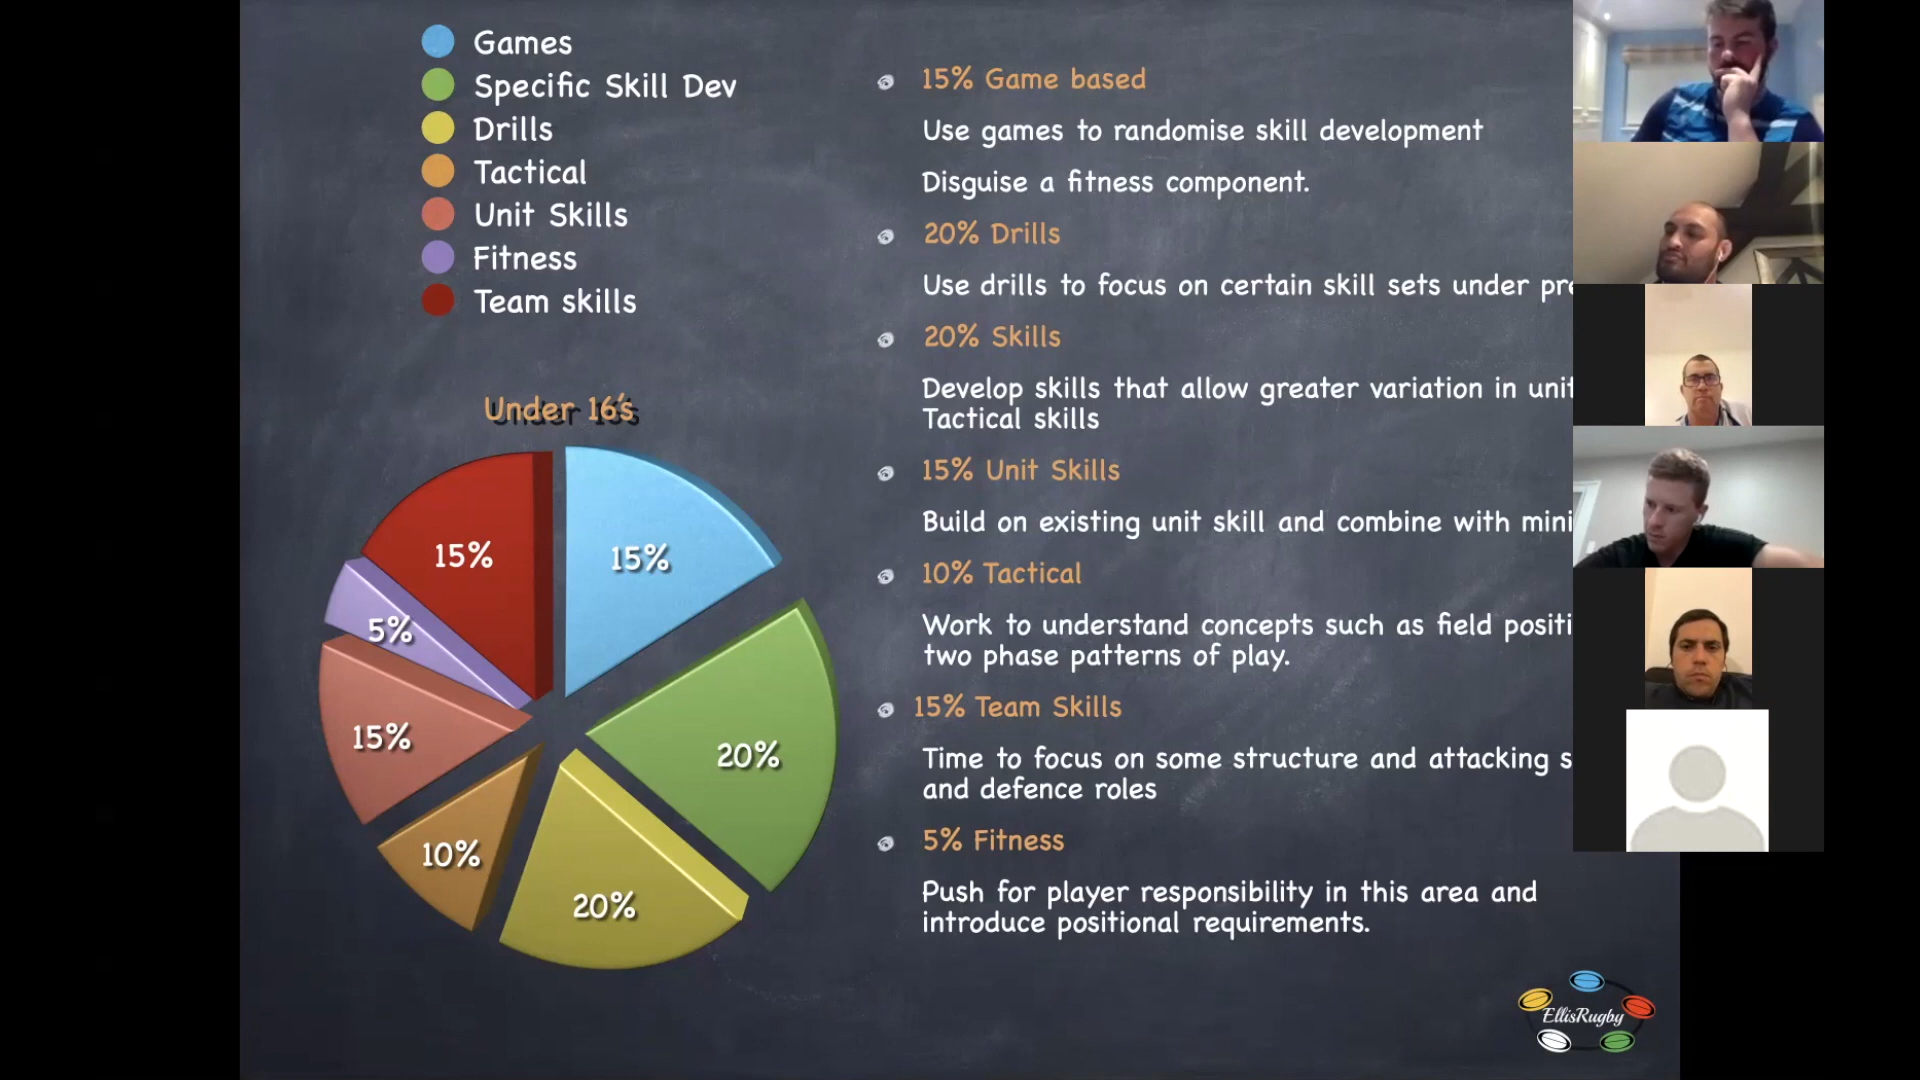 Games
Specific Skill Dev
Drills
Tactical
Unit Skills
Fitness
Team skills
Under 16's
15%
15%
5%
15%
20%
10%
20%
15% Game based
Use games to randomise skill development
Disguise a fitness component.
20% Drills
Use drills to focus on certain skill sets under
20% Skills
Develop skills that allow greater variation in
Tactical skills
15% Unit Skills
Build on existing unit skill and combine with mini
10% Tactical
Work to understand concepts such as field
two phase patterns of play.
15% Team Skills
Time to focus on some structure and attacking
and defence roles
5% Fitness
Push for player responsibility in this area and
introduce positional requirements.
EllisRugby